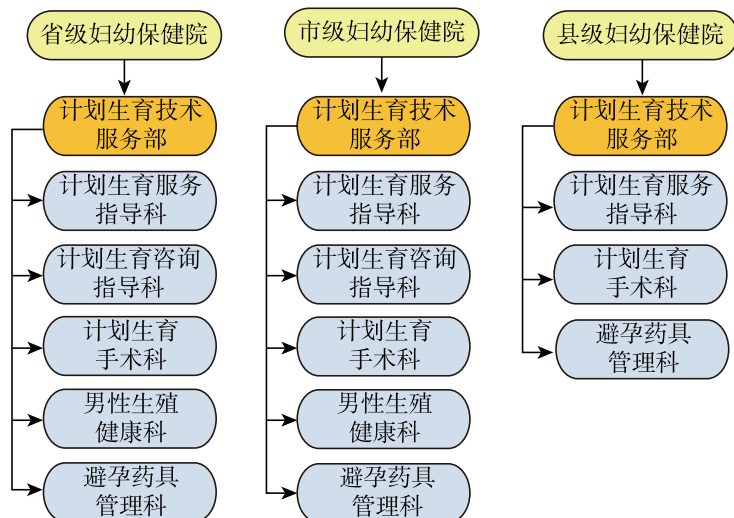 省级妇幼保健院
计划生育技术
服务部
计划生育服务
指导科
计划生育咨询
指导科
计划生育
手术科
男性生殖
健康科
避孕药具
管理科
市级妇幼保健院
计划生育技术
服务部
计划生育服务
指导科
计划生育咨询
指导科
计划生育
手术科
男性生殖
健康科
避孕药具
管理科
县级妇幼保健院
计划生育技术
服务部
计划生育服务
指导科
计划生育
手术科
避孕药具
管理科